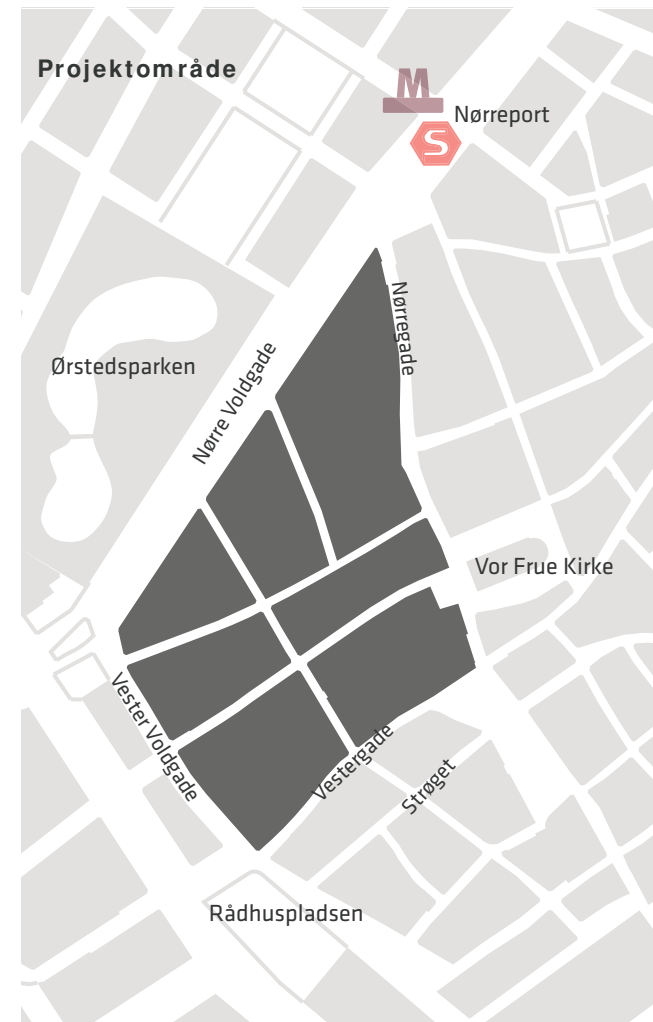 Projektområde
M
Nørreport
S
Nørregade
Ørstedsparken
Nørre Voldgade
Vor Frue Kirke
Vester Voldgade
Vestergade
Strøget
Rådhuspladsen